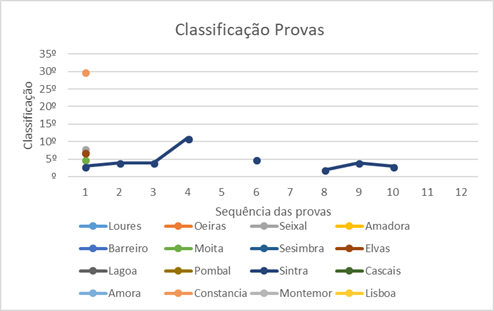 Classificação Provas
35º
30º
25º
20º
15º
10º
5º
º
Classificação
1 2 3 4 5 6 7 8 9 10 11 12
Sequência das provas
Loures Oeiras Seixal Amadora
Barreiro Moita Sesimbra Elvas
Lagoa Pombal Sintra Cascais
Amora Constancia Montemor Lisboa